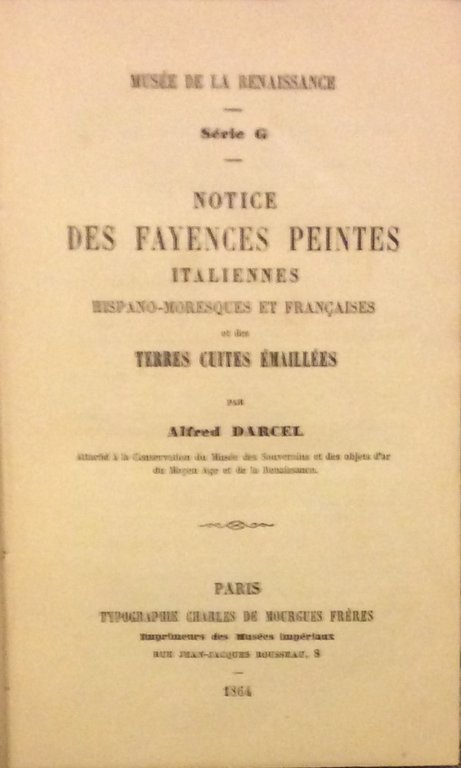 MUSÉE DE LA RENAISSANCE
Série G
NOTICE
DES FAYENCES PEINTES
ITALIENNES
HISPANO-MORESQUES ET FRANÇAISES
et des
TERRES CUITES ÉMAILLÉES
PAR
Alfred DARCEL
Attaché à la Conservation du Musée des Souverains et des objets d'ar
du Moyen Age et de la Renaissance.
PARIS
TYPOGRAPHIE CHARLES DE MOURGUES FRÈRES
Imprimeurs des Musées impériaux
RUE JEAN-JACQUES ROUSSEAU, 8
1864